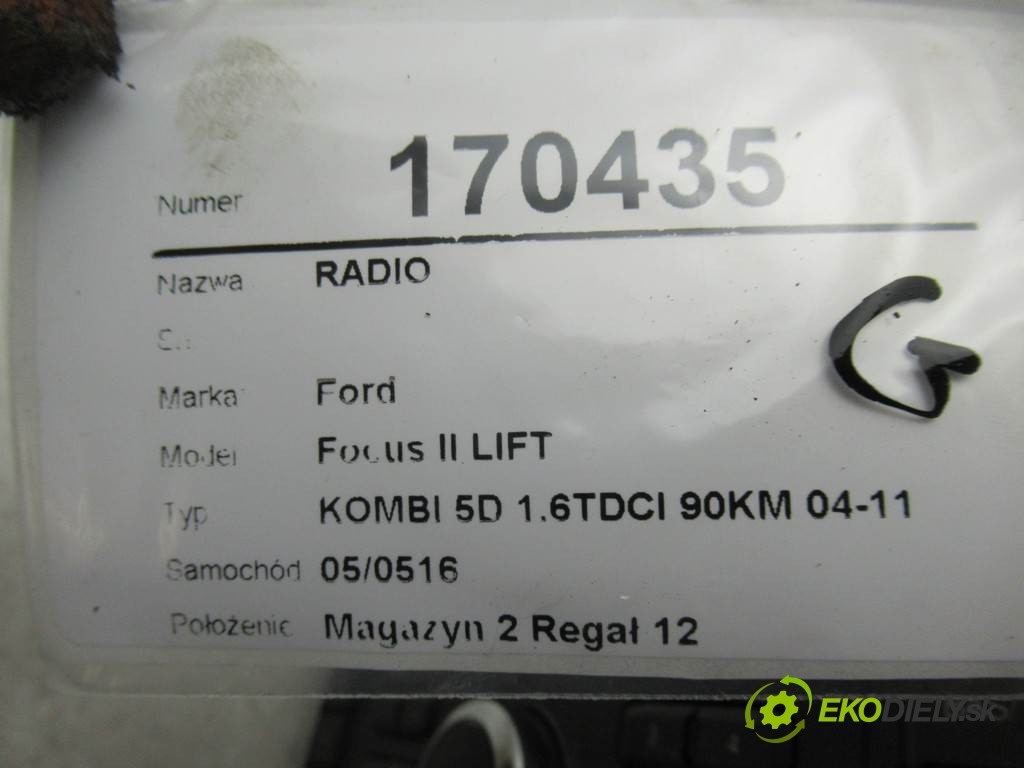 Numer 170435
Nazwa RADIO
S.:
Marka Ford
Model Focus II LIFT
Typ KOMBI 5D 1.6TDCI 90KM 04-11
Samochód 05/0516
Położenie Magazyn 2 Regał 12
G
EKODIELY.sk